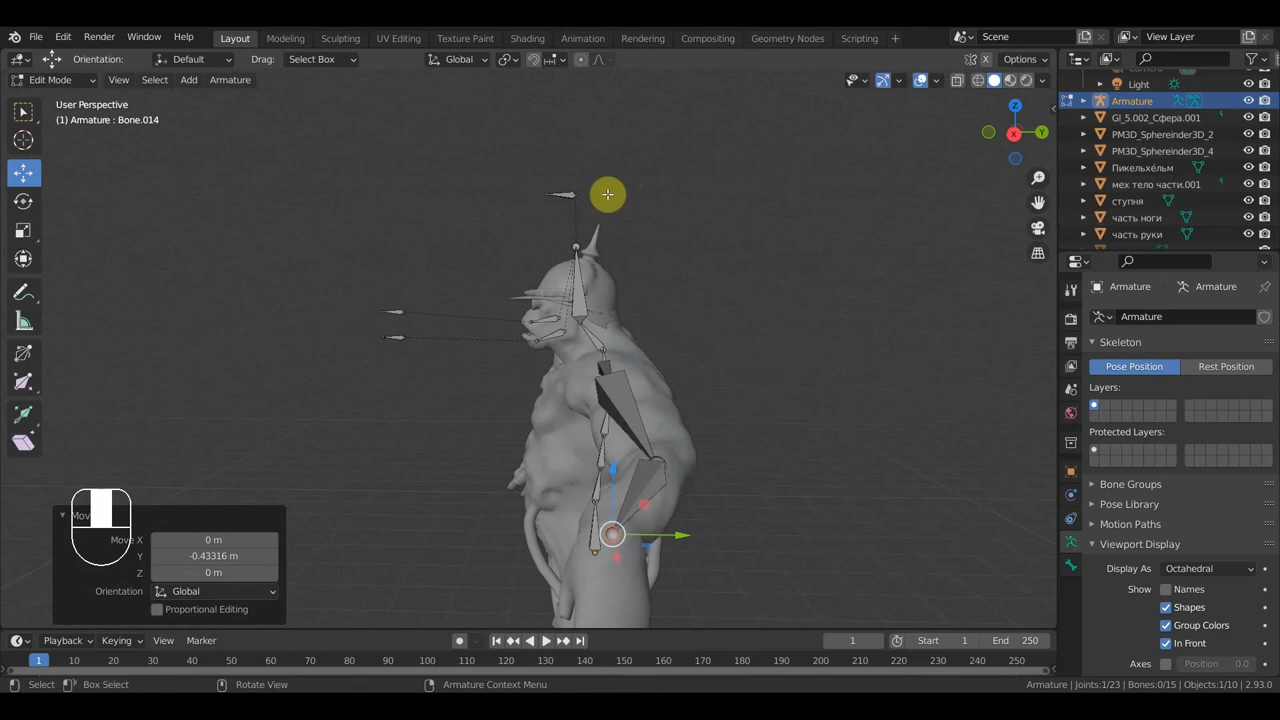 File Edit Render Window Help Layout Modeling Sculpting UV Editing Texture Paint Shading Animation Rendering Compositing Geometry Nodes Scripting + Scene View Layer
Orientation: Default Drag: Select Box Global X Options
Edit Mode View Select Add Armature
User Perspective
(1) Armature : Bone.014
Z
Y
X
Light
Armature
Gl_5.002_Сфера.001
PM3D_Sphereinder3D_2
PM3D_Sphereinder3D_4
Пикельхе́льм
мех тело части.001
ступня
часть ноги
часть руки
Armature Armature
Armature
Skeleton
Pose Position Rest Position
Layers:
Protected Layers:
Bone Groups
Pose Library
Motion Paths
Viewport Display
Display As Octahedral
Show Names
Shapes
Group Colors
In Front
Axes Position 0.0
Move X 0 m
Y -0.43316 m
Z 0 m
Orientation Global
Proportional Editing
Playback Keying View Marker 1 Start 1 End 250
1 10 20 30 40 50 60 70 80 90 100 110 120 130 140 150 160 170 180 190 200 210 220 230 240 250
Select Box Select Rotate View Armature Context Menu Armature | Joints:1/23 | Bones:0/15 | Objects:1/10 | 2.93.0